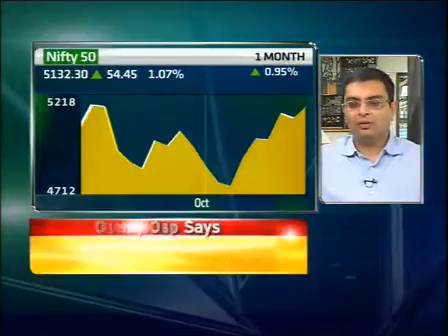 Nifty 50 1 MONTH
5132.30 ▲ 54.45 1.07% ▲ 0.95%
5218
4712
Oct
Says